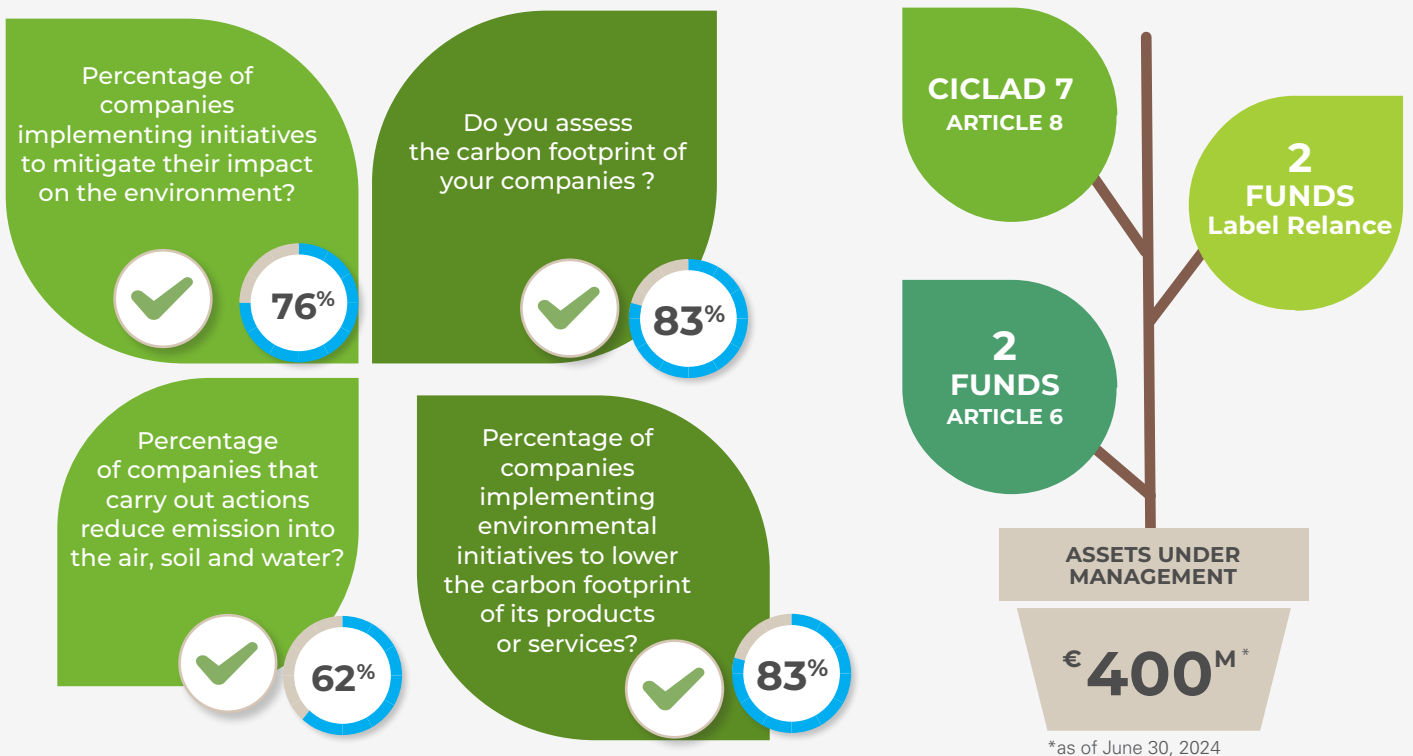 Percentage of
companies
implementing initiatives
to mitigate their impact
on the environment?
76%
Do you assess
the carbon footprint of
your companies ?
83%
Percentage
of companies that
carry out actions
reduce emission into
the air, soil and water?
62%
Percentage of
companies
implementing
environmental
initiatives to lower
the carbon footprint
of its products
or services?
83%
CICLAD 7
ARTICLE 8
2
FUNDS
Label Relance
2
FUNDS
ARTICLE 6
ASSETS UNDER
MANAGEMENT
€400M*
*as of June 30, 2024